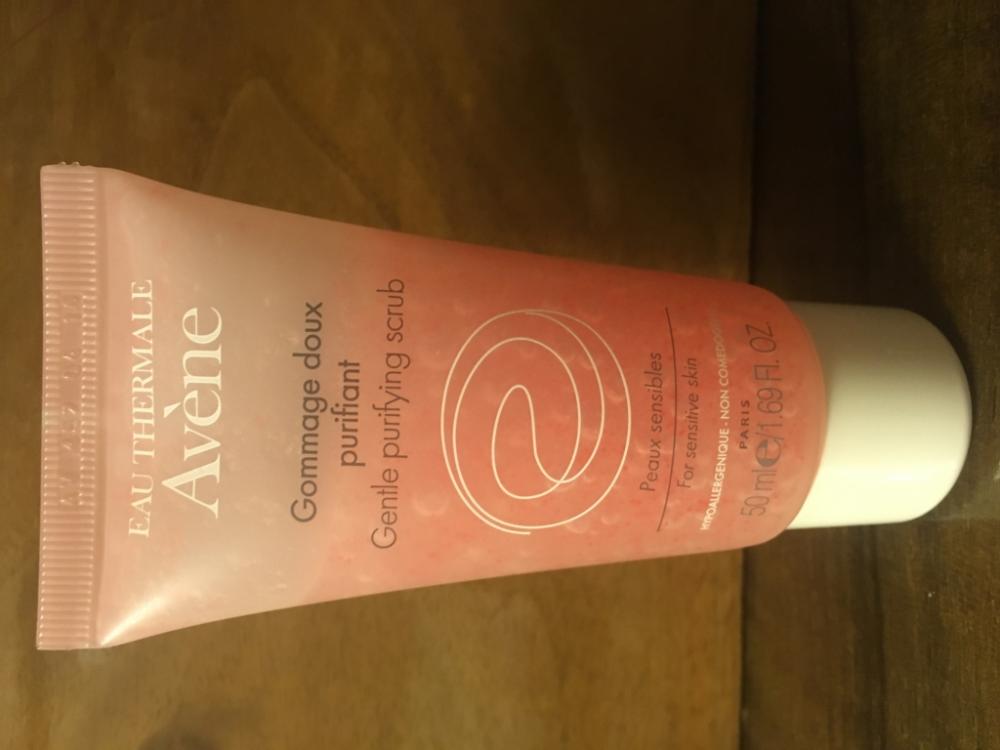 EAU THERMALE
Avène
Gommage doux
purifiant
Gentle purifying scrub
Peaux sensibles
For sensitive skin
HYPOALLERGENIQUE - NON COMEDOGENE
PARIS
50 ml e/1.69 Fl. OZ.